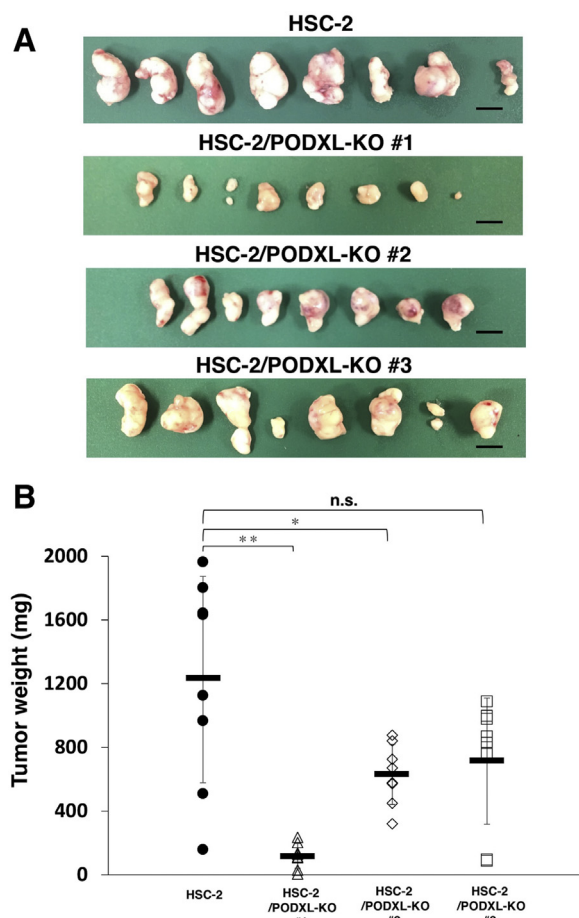 A
HSC-2
HSC-2/PODXL-KO #1
HSC-2/PODXL-KO #2
HSC-2/PODXL-KO #3
B
n.s.
*
**
Tumor weight (mg)
2000
1600
1200
800
400
0
HSC-2
HSC-2
/PODXL-KO
HSC-2
/PODXL-KO
HSC-2
/PODXL-KO